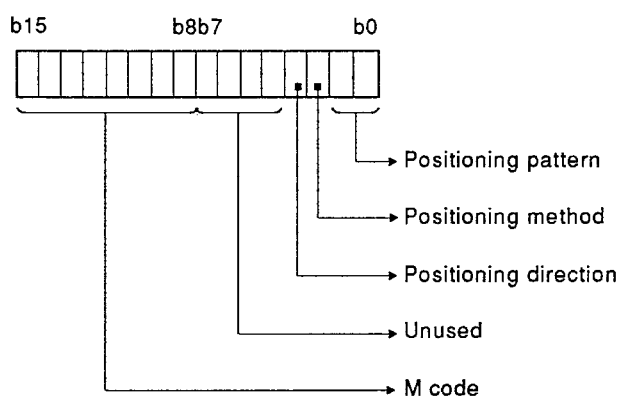 b15 b8b7 b0
Positioning pattern
Positioning method
Positioning direction
Unused
M code